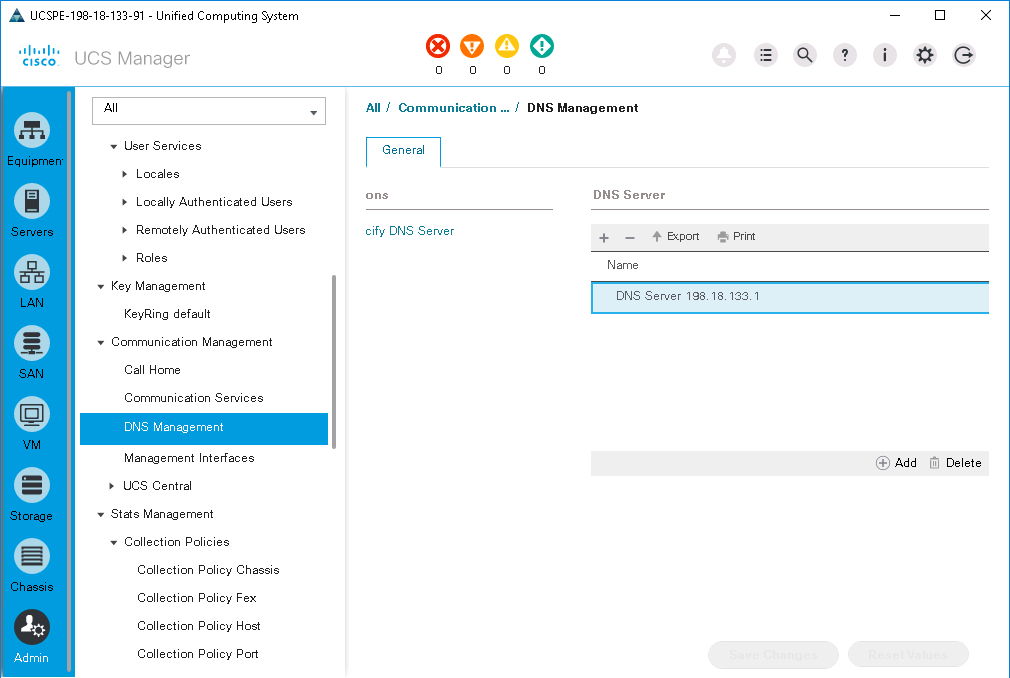 UCSPE-198-18-133-91 - Unified Computing System
CISCO UCS Manager
0 0 0 0
Equipment
Servers
LAN
SAN
VM
Storage
Chassis
Admin
All
User Services
Locales
Locally Authenticated Users
Remotely Authenticated Users
Roles
Key Management
KeyRing default
Communication Management
Call Home
Communication Services
DNS Management
Management Interfaces
UCS Central
Stats Management
Collection Policies
Collection Policy Chassis
Collection Policy Fex
Collection Policy Host
Collection Policy Port
All / Communication ... / DNS Management
General
ons
cify DNS Server
DNS Server
+ − Export Print
Name
DNS Server 198.18.133.1
Add Delete
Save Changes Reset Values